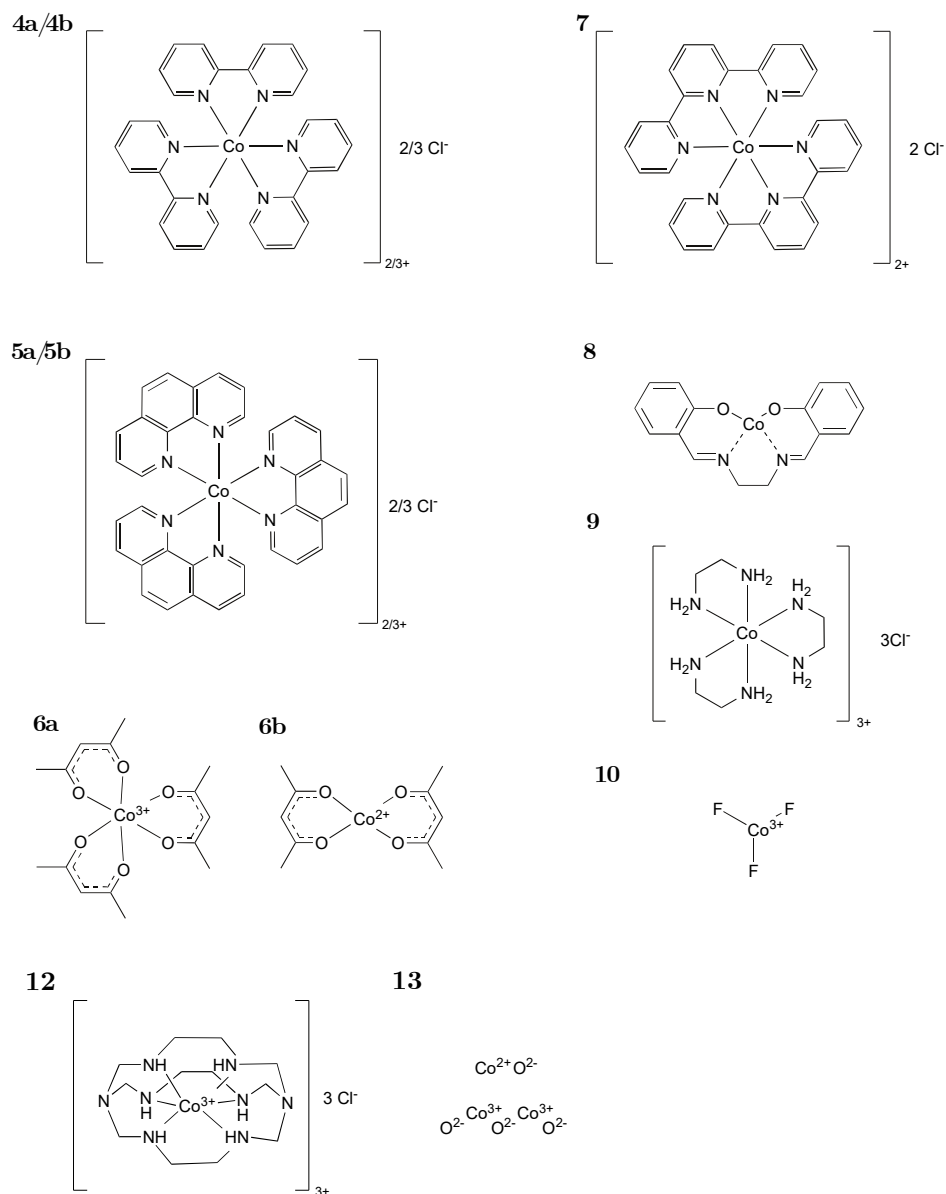 4a/4b
N N
N Co N
N N
2/3 Cl⁻
2/3+
7
N N
N Co N
N N
2 Cl⁻
2+
5a/5b
N
N N
Co
N N
N
2/3 Cl⁻
2/3+
8
O O
Co
N N
9
NH₂ H₂
H₂N N
Co
H₂N N
NH₂ H₂
3Cl⁻
3+
6a
O
O O
Co³⁺
O O
O
6b
O O
Co²⁺
O O
10
F F
Co³⁺
F
12
NH HN
N N N N
H Co³⁺ H
NH HN
3 Cl⁻
3+
13
Co²⁺ O²⁻
Co³⁺ Co³⁺
O²⁻ O²⁻ O²⁻